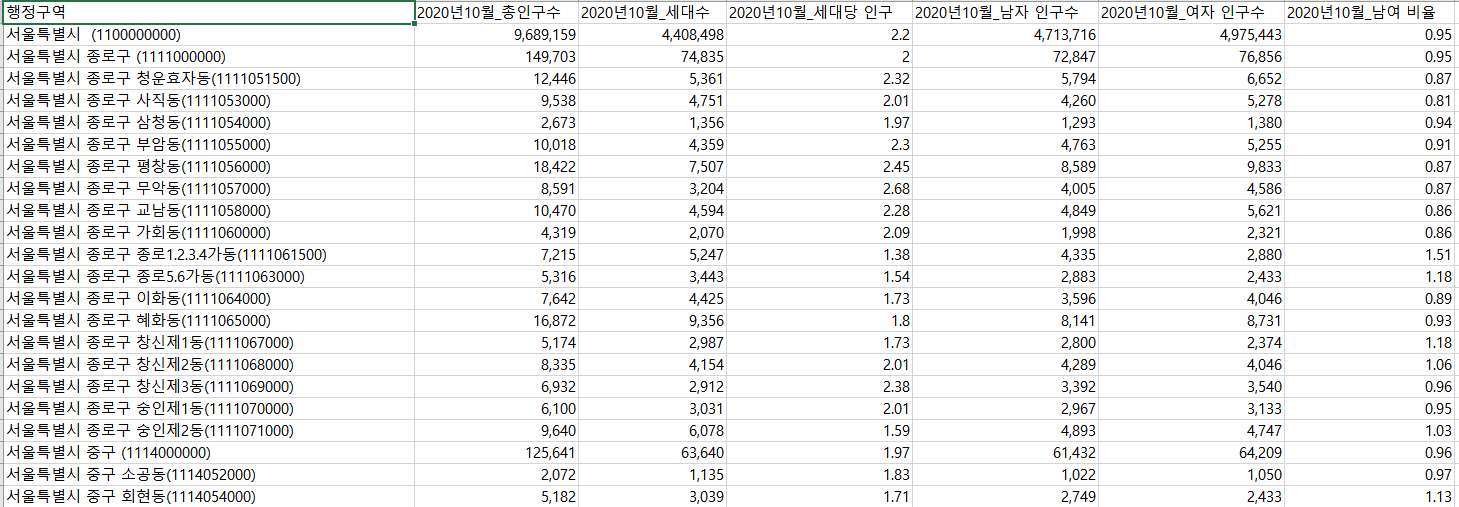 행정구역 2020년10월_총인구수 2020년10월_세대수 2020년10월_세대당 인구 2020년10월_남자 인구수 2020년10월_여자 인구수 2020년10월_남여 비율
서울특별시 (1100000000) 9,689,159 4,408,498 2.2 4,713,716 4,975,443 0.95
서울특별시 종로구 (1111000000) 149,703 74,835 2 72,847 76,856 0.95
서울특별시 종로구 청운효자동(1111051500) 12,446 5,361 2.32 5,794 6,652 0.87
서울특별시 종로구 사직동(1111053000) 9,538 4,751 2.01 4,260 5,278 0.81
서울특별시 종로구 삼청동(1111054000) 2,673 1,356 1.97 1,293 1,380 0.94
서울특별시 종로구 부암동(1111055000) 10,018 4,359 2.3 4,763 5,255 0.91
서울특별시 종로구 평창동(1111056000) 18,422 7,507 2.45 8,589 9,833 0.87
서울특별시 종로구 무악동(1111057000) 8,591 3,204 2.68 4,005 4,586 0.87
서울특별시 종로구 교남동(1111058000) 10,470 4,594 2.28 4,849 5,621 0.86
서울특별시 종로구 가회동(1111060000) 4,319 2,070 2.09 1,998 2,321 0.86
서울특별시 종로구 종로1.2.3.4가동(1111061500) 7,215 5,247 1.38 4,335 2,880 1.51
서울특별시 종로구 종로5.6가동(1111063000) 5,316 3,443 1.54 2,883 2,433 1.18
서울특별시 종로구 이화동(1111064000) 7,642 4,425 1.73 3,596 4,046 0.89
서울특별시 종로구 혜화동(1111065000) 16,872 9,356 1.8 8,141 8,731 0.93
서울특별시 종로구 창신제1동(1111067000) 5,174 2,987 1.73 2,800 2,374 1.18
서울특별시 종로구 창신제2동(1111068000) 8,335 4,154 2.01 4,289 4,046 1.06
서울특별시 종로구 창신제3동(1111069000) 6,932 2,912 2.38 3,392 3,540 0.96
서울특별시 종로구 숭인제1동(1111070000) 6,100 3,031 2.01 2,967 3,133 0.95
서울특별시 종로구 숭인제2동(1111071000) 9,640 6,078 1.59 4,893 4,747 1.03
서울특별시 중구 (1114000000) 125,641 63,640 1.97 61,432 64,209 0.96
서울특별시 중구 소공동(1114052000) 2,072 1,135 1.83 1,022 1,050 0.97
서울특별시 중구 회현동(1114054000) 5,182 3,039 1.71 2,749 2,433 1.13